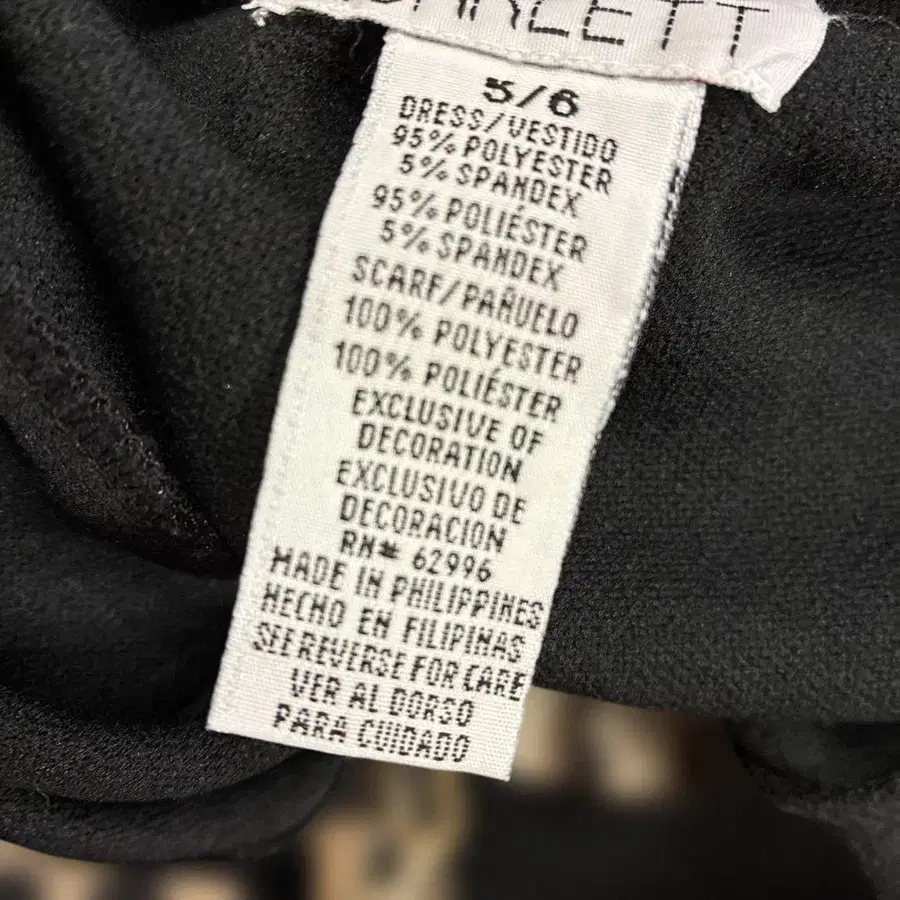 SCARLETT
5/6
DRESS/VESTIDO
95% POLYESTER
5% SPANDEX
95% POLIÉSTER
5% SPANDEX
SCARF/PAÑUELO
100% POLYESTER
100% POLIÉSTER
EXCLUSIVE OF
DECORATION
EXCLUSIVO DE
DECORACION
RN# 62996
MADE IN PHILIPPINES
HECHO EN FILIPINAS
SEE REVERSE FOR CARE
VER AL DORSO
PARA CUIDADO